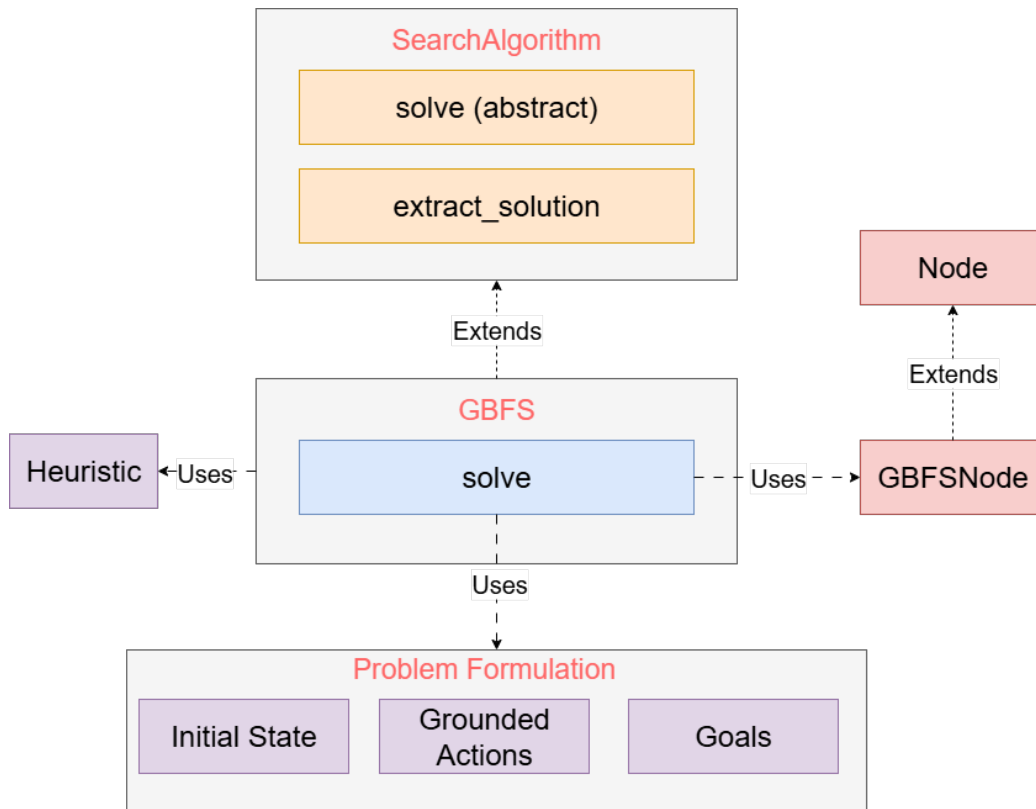 SearchAlgorithm
solve (abstract)
extract_solution
Node
Extends
Extends
GBFS
Heuristic
Uses
solve
Uses
GBFSNode
Uses
Problem Formulation
Initial State
Grounded
Actions
Goals